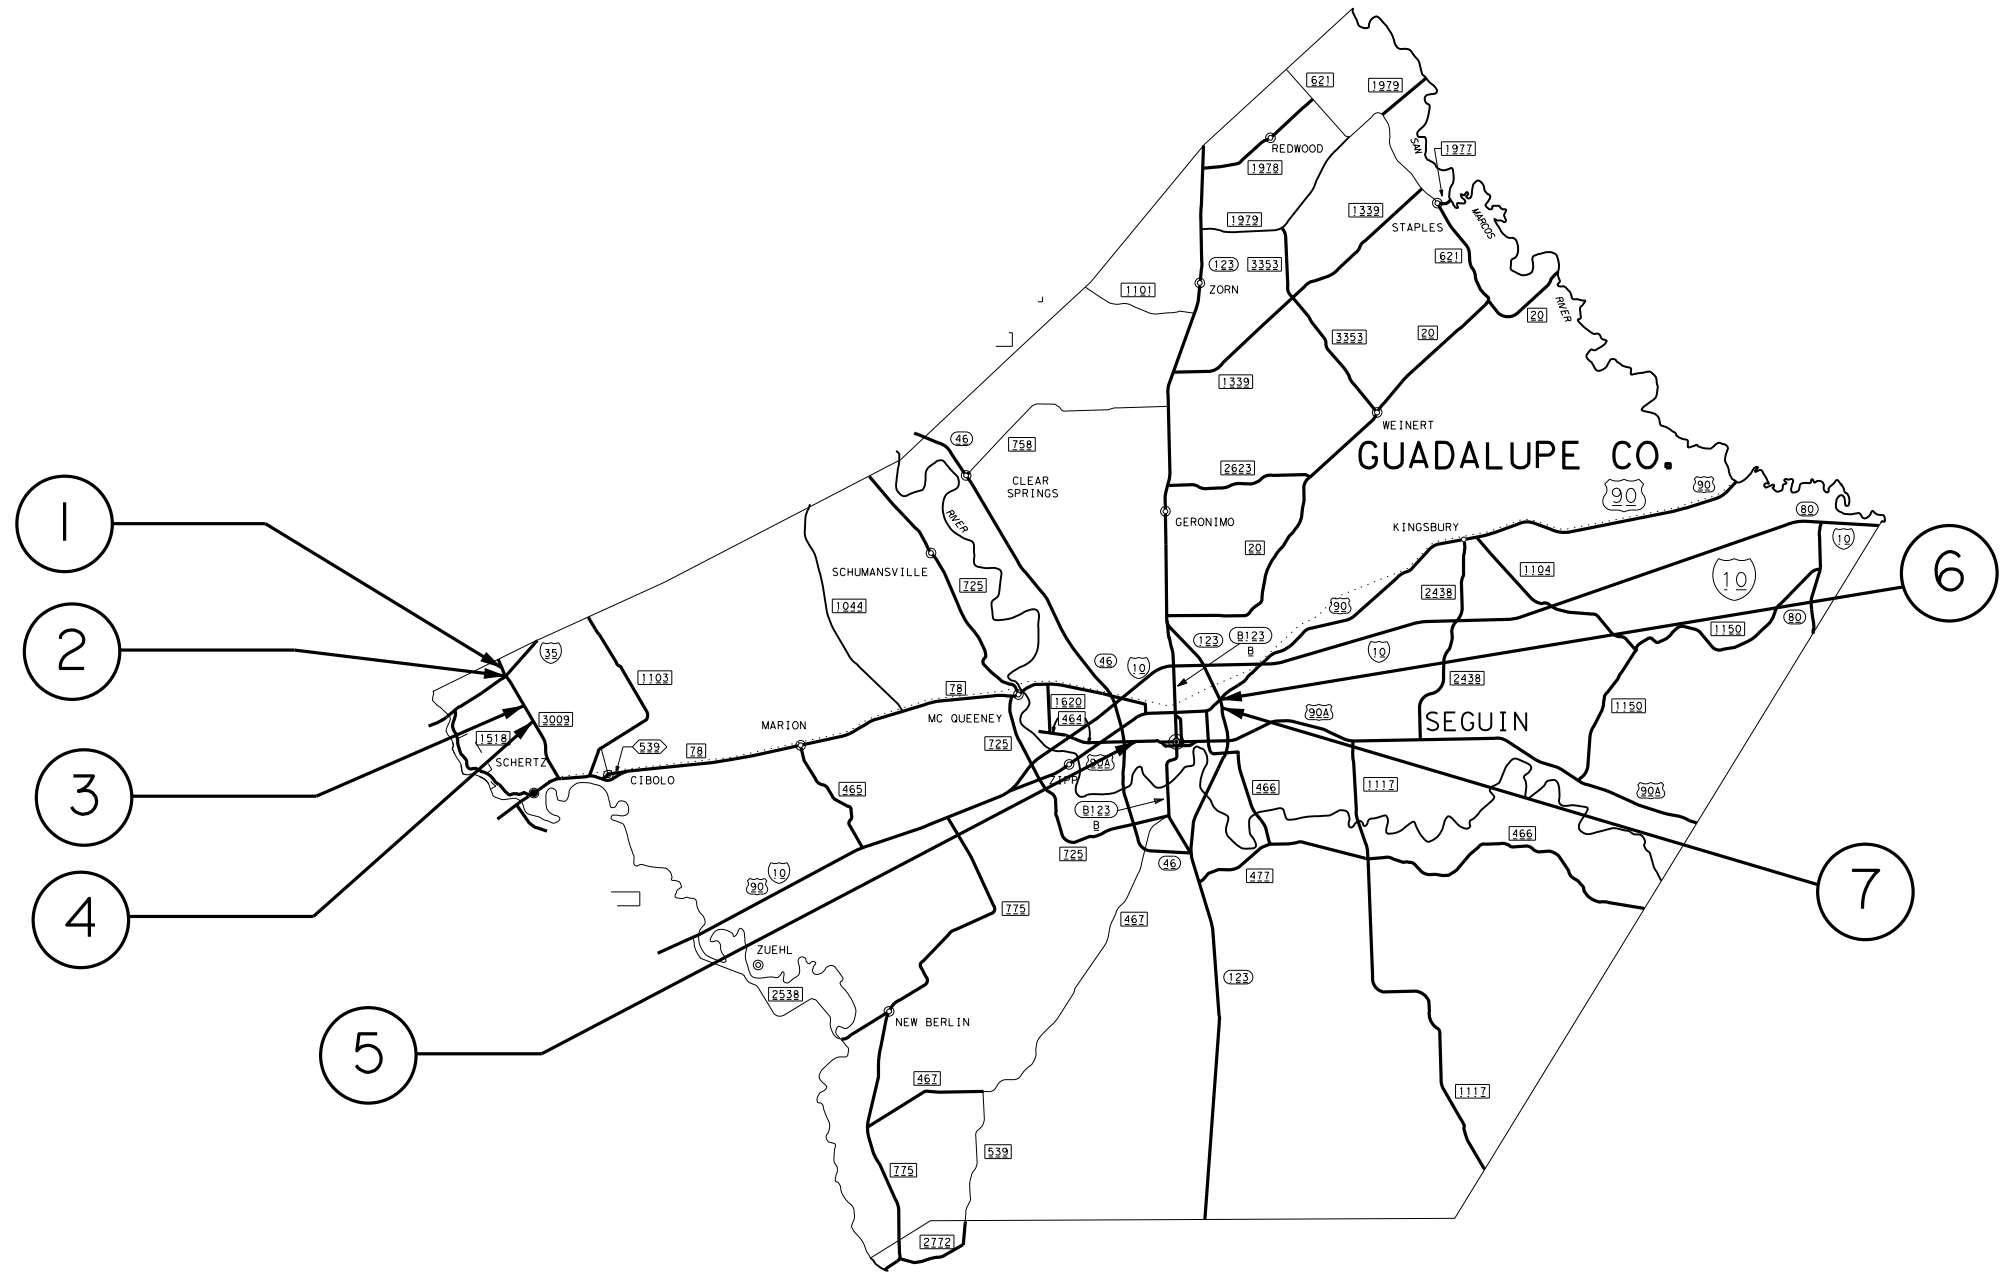 621
1979
REDWOOD
1978
SAN
1977
1979
1339
STAPLES
MARCOS
621
123
3353
ZORN
1101
RIVER
20
3353
20
1339
WEINERT
GUADALUPE CO.
46
758
2623
CLEAR
SPRINGS
90
90
80
1
RIVER
GERONIMO
KINGSBURY
10
20
6
SCHUMANSVILLE
725
1104
10
2438
1044
90
80
2
123
B123
B
1150
35
46
10
10
1103
78
2438
1620
1150
3009
MARION
MC QUEENEY
464
90A
SEGUIN
1518
539
78
725
SCHERTZ
CIBOLO
ZIPP
90A
3
465
466
1117
90A
B123
B
466
725
46
477
7
90
10
4
775
467
ZUEHL
123
2538
NEW BERLIN
5
467
1117
539
775
2772